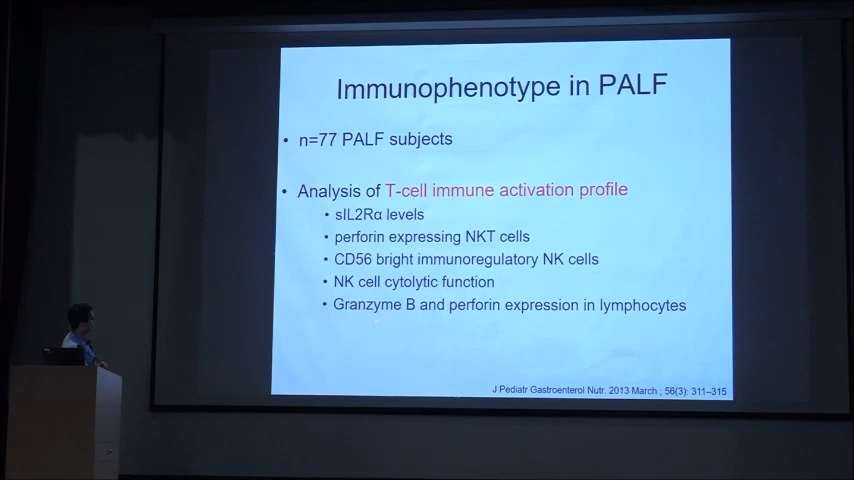 Immunophenotype in PALF
• n=77 PALF subjects
• Analysis of T-cell immune activation profile
• sIL2Rα levels
• perforin expressing NKT cells
• CD56 bright immunoregulatory NK cells
• NK cell cytolytic function
• Granzyme B and perforin expression in lymphocytes
J Pediatr Gastroenterol Nutr. 2013 March ; 56(3): 311–315